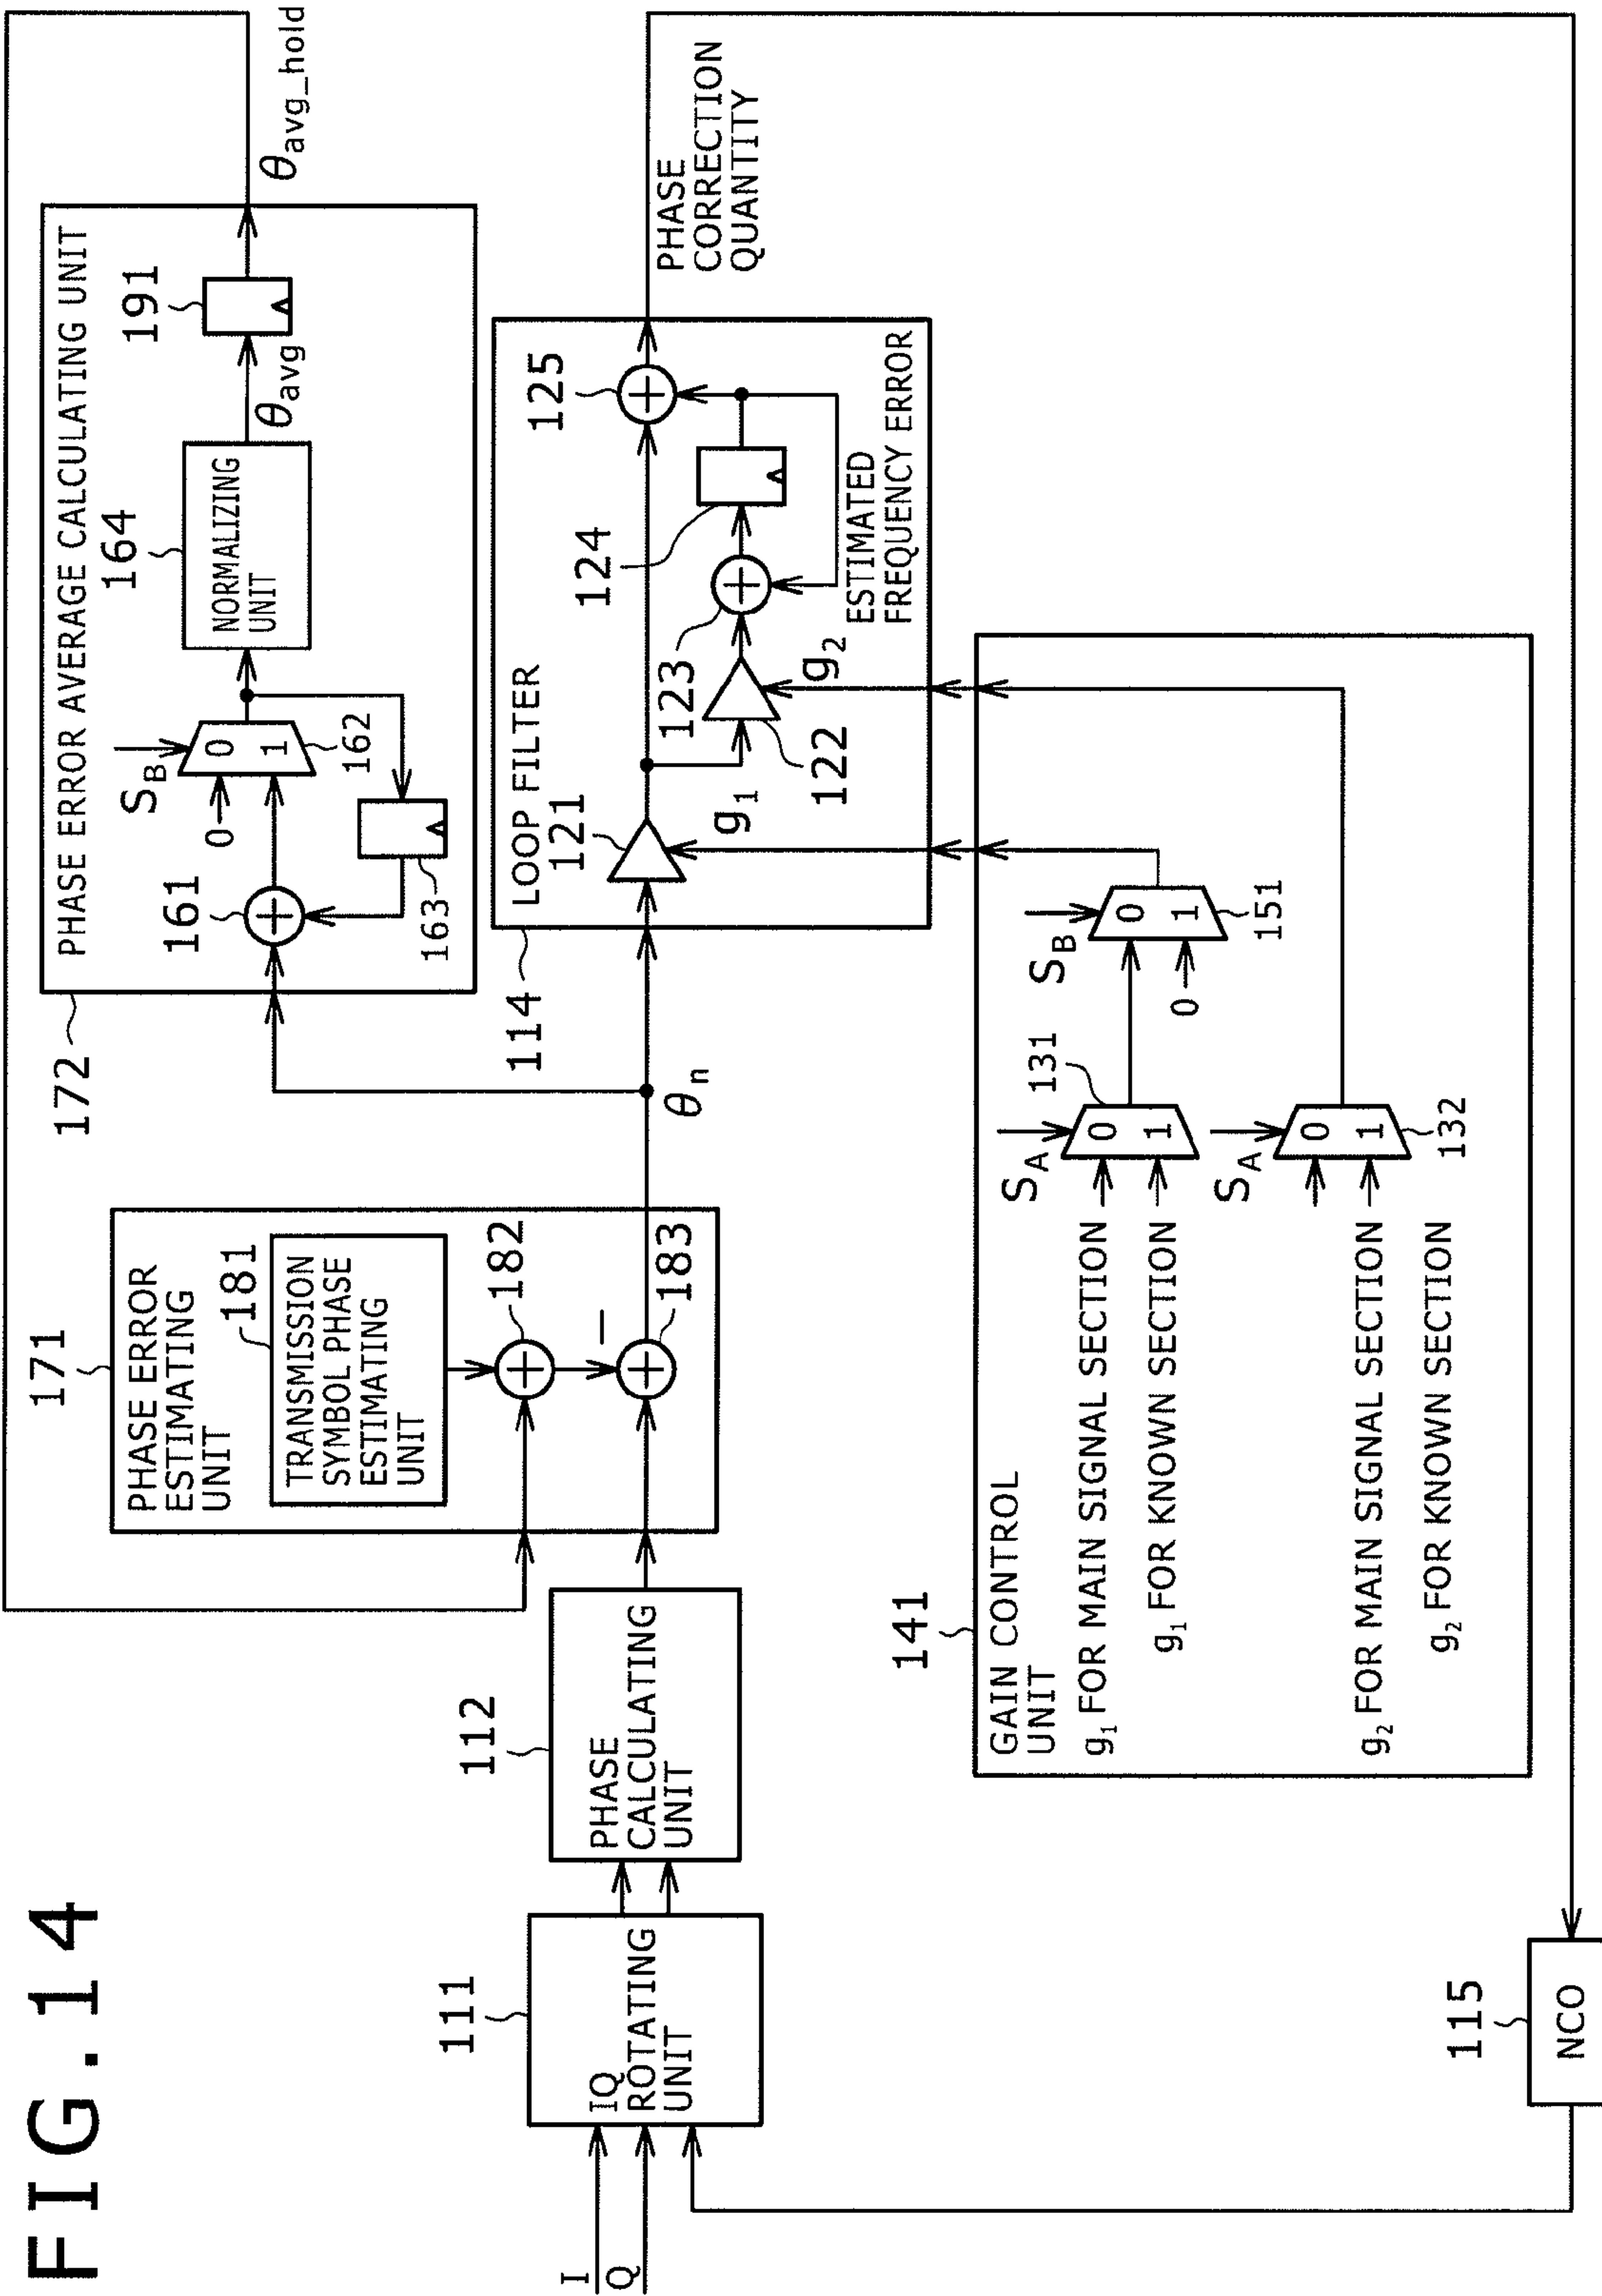 FIG. 14
I
Q
111
IQ
ROTATING
UNIT
112
PHASE
CALCULATING
UNIT
171
PHASE ERROR
ESTIMATING
UNIT
181
TRANSMISSION
SYMBOL PHASE
ESTIMATING
UNIT
182
−
183
θn
172
PHASE ERROR AVERAGE CALCULATING UNIT
161
SB
0
0
1
162
163
164
NORMALIZING
UNIT
θavg
191
θavg_hold
114
LOOP FILTER
121
g1
122
g2
123
124
125
ESTIMATED
FREQUENCY ERROR
PHASE
CORRECTION
QUANTITY
141
GAIN CONTROL
UNIT
g1 FOR MAIN SIGNAL SECTION
g1 FOR KNOWN SECTION
SA
0
1
131
SB
0
0
1
151
g2 FOR MAIN SIGNAL SECTION
g2 FOR KNOWN SECTION
SA
0
1
132
115
NCO